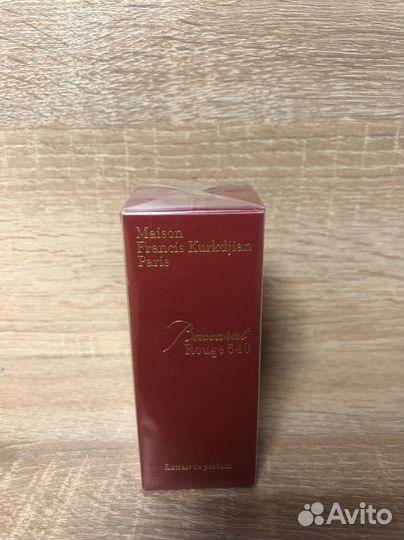 Maison
Francis Kurkdjian
Paris
Baccarat
Rouge 540
Extrait de parfum
Avito